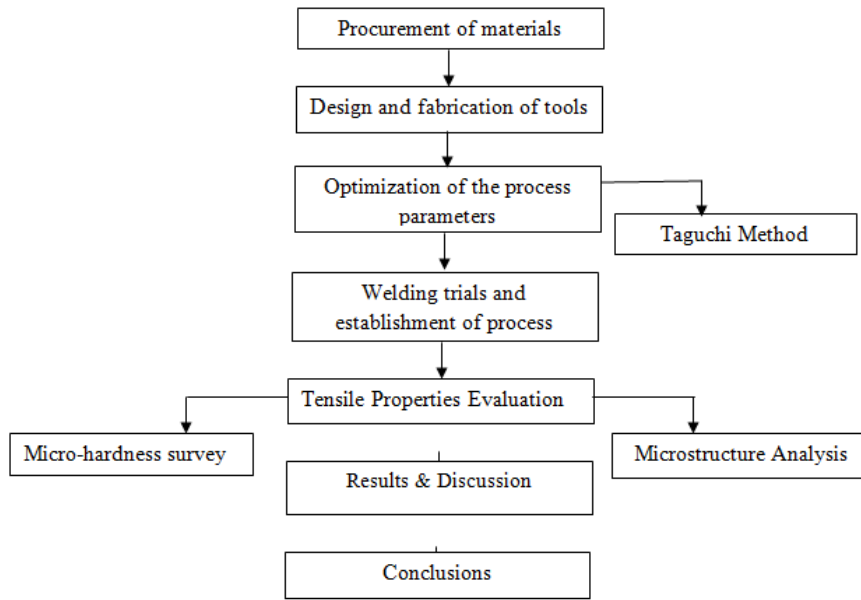 Procurement of materials
Design and fabrication of tools
Optimization of the process
parameters
Taguchi Method
Welding trials and
establishment of process
Tensile Properties Evaluation
Micro-hardness survey
Microstructure Analysis
Results & Discussion
Conclusions